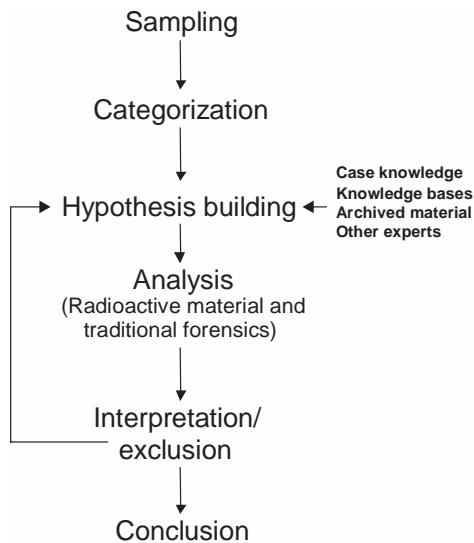 Sampling
Categorization
Case knowledge
Knowledge bases
Archived material
Other experts
Hypothesis building
Analysis
(Radioactive material and
traditional forensics)
Interpretation/
exclusion
Conclusion